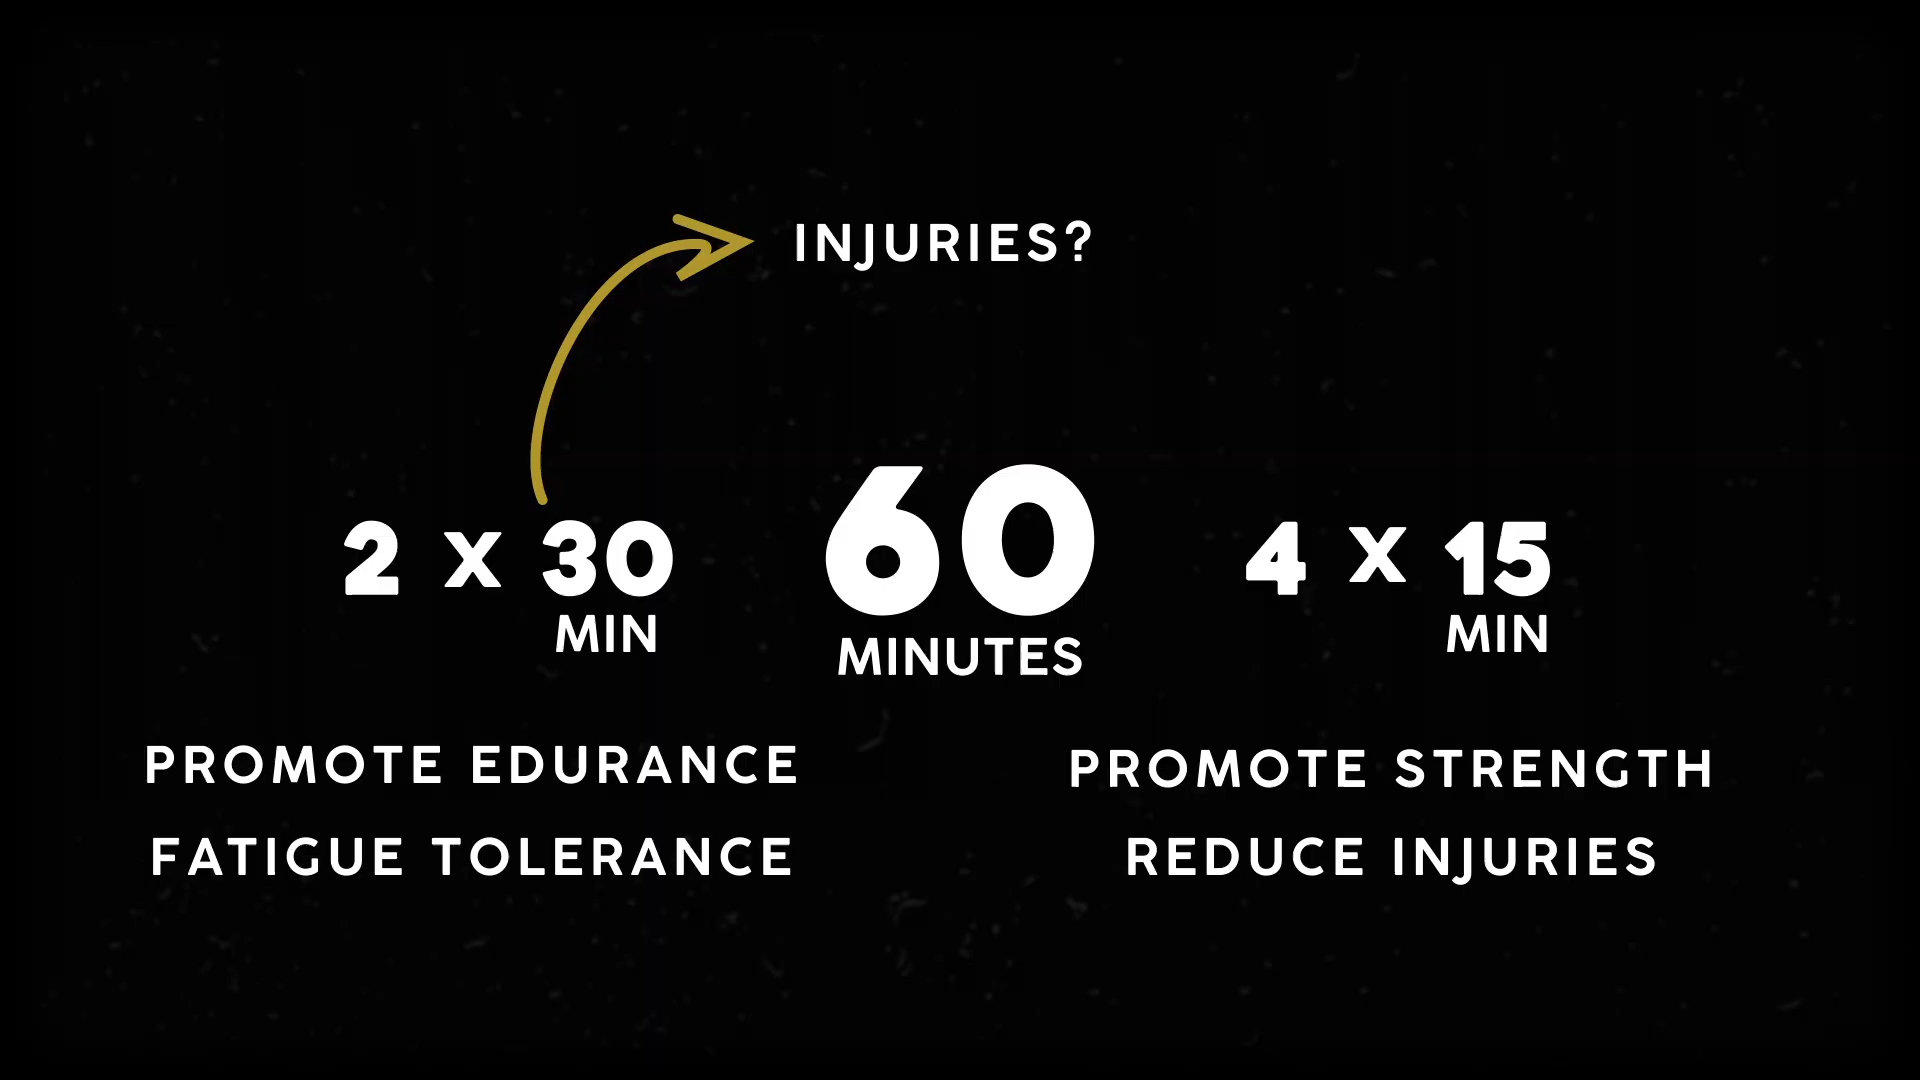 INJURIES?
2 X 30
MIN
60
MINUTES
4 X 15
MIN
PROMOTE EDURANCE
FATIGUE TOLERANCE
PROMOTE STRENGTH
REDUCE INJURIES